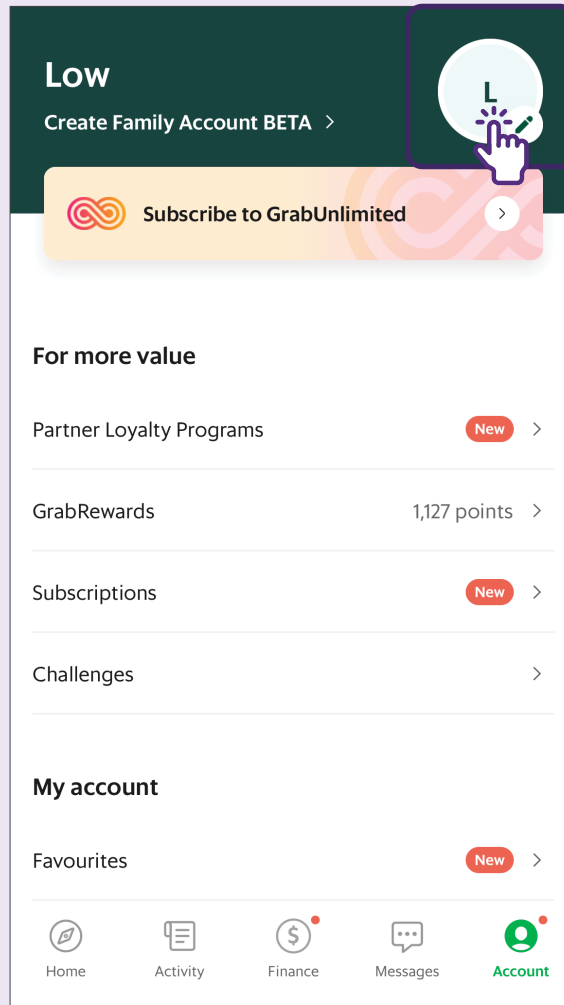 Low
Create Family Account BETA >
L
Subscribe to GrabUnlimited >
For more value
Partner Loyalty Programs New >
GrabRewards 1,127 points >
Subscriptions New >
Challenges >
My account
Favourites New >
$
Home Activity Finance Messages Account